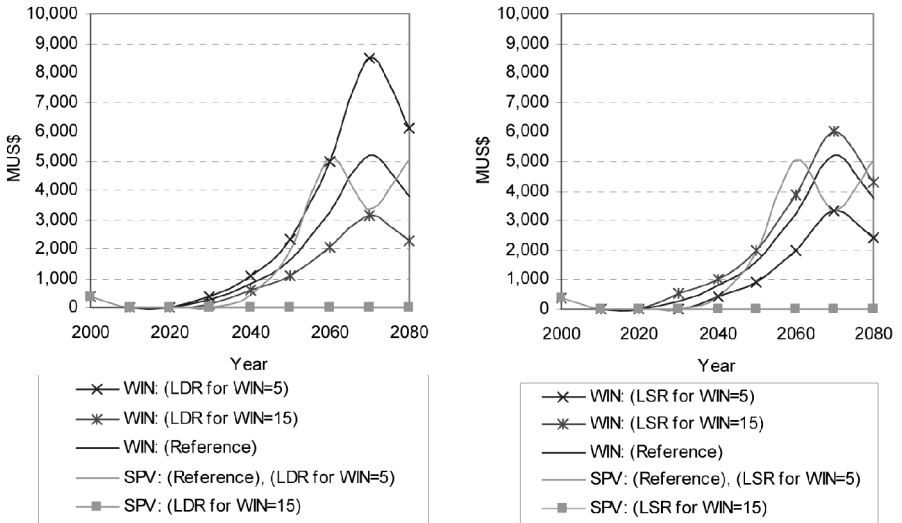 10,000
9,000
8,000
7,000
6,000
5,000
4,000
3,000
2,000
1,000
0
MUS$
2000 2020 2040 2060 2080
Year
WIN: (LDR for WIN=5)
WIN: (LDR for WIN=15)
WIN: (Reference)
SPV: (Reference), (LDR for WIN=5)
SPV: (LDR for WIN=15)
10,000
9,000
8,000
7,000
6,000
5,000
4,000
3,000
2,000
1,000
0
MUS$
2000 2020 2040 2060 2080
Year
WIN: (LSR for WIN=5)
WIN: (LSR for WIN=15)
WIN: (Reference)
SPV: (Reference), (LSR for WIN=5)
SPV: (LSR for WIN=15)